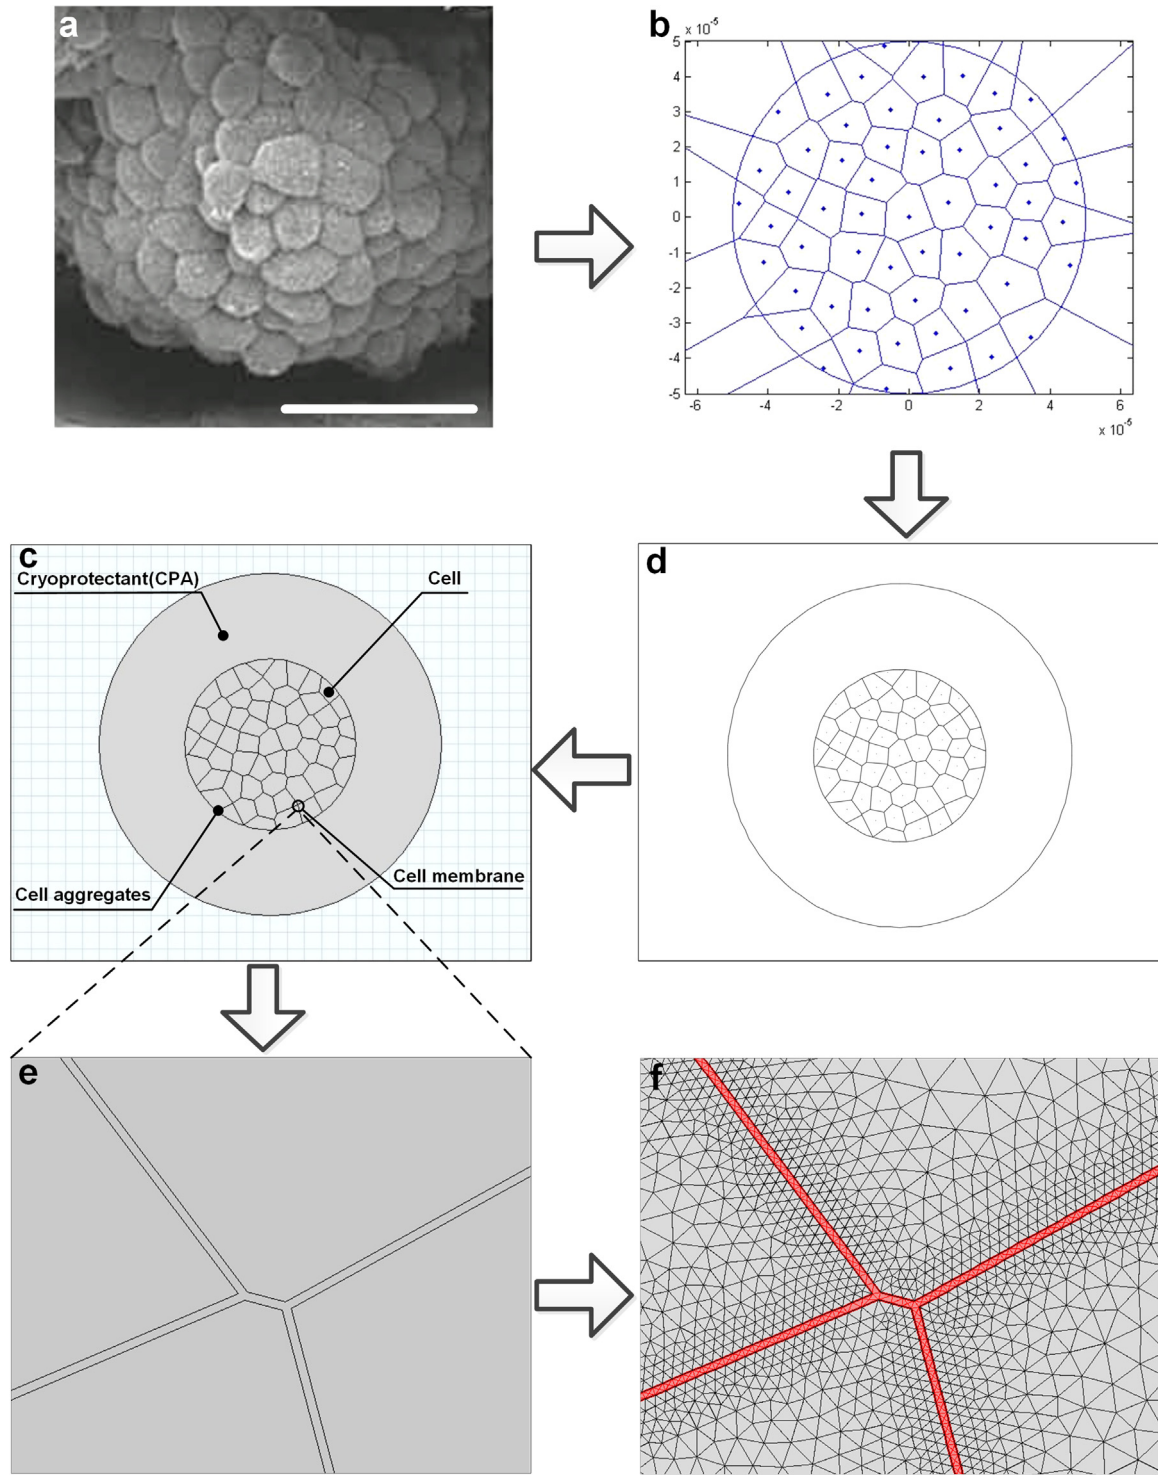 a
b
x 10⁻⁵
5
4
3
2
1
0
-1
-2
-3
-4
-5
-6 -4 -2 0 2 4 6
x 10⁻⁵
c
Cryoprotectant(CPA)
Cell
Cell aggregates
Cell membrane
d
e
f